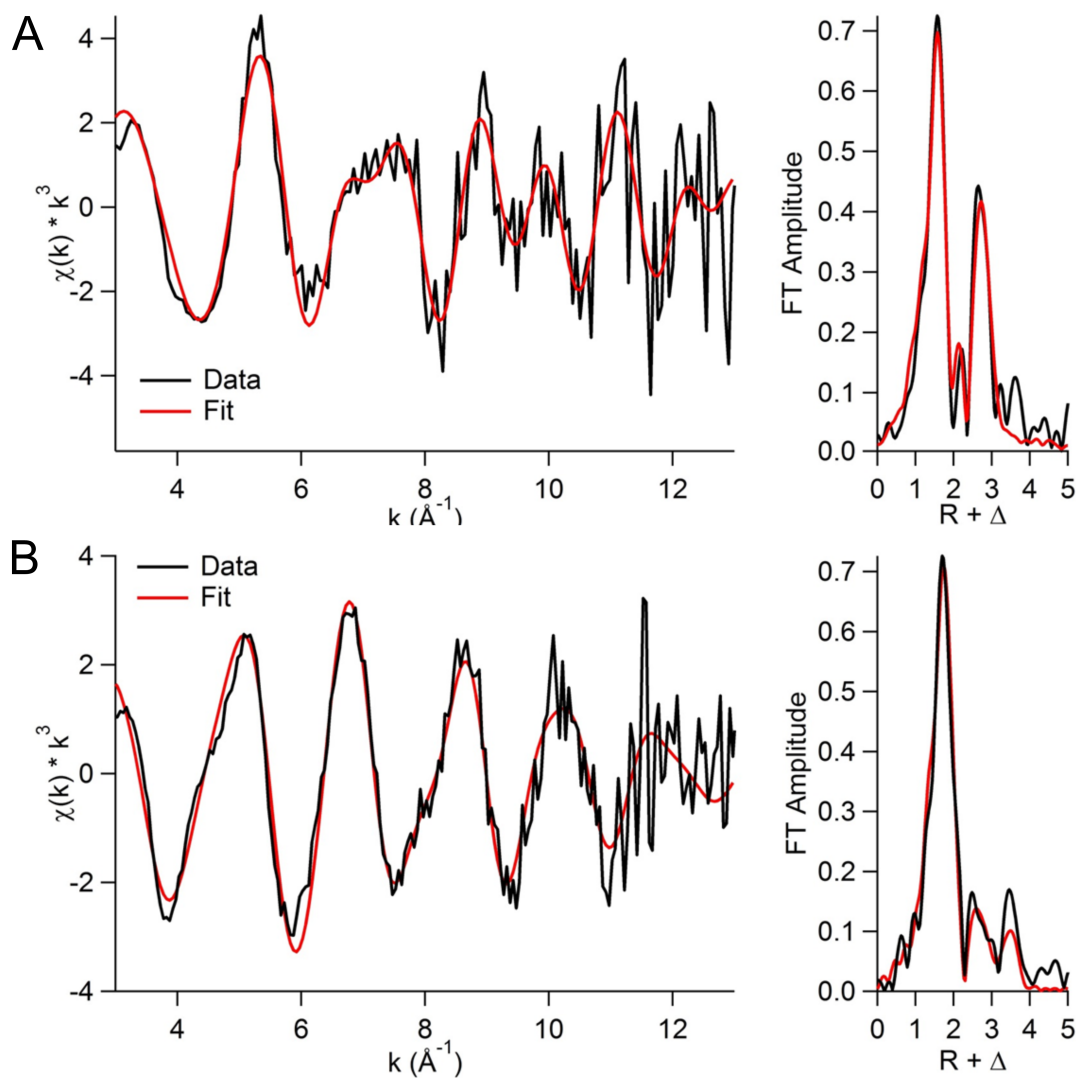 A
4
2
0
-2
-4
χ(k) * k³
Data
Fit
4 6 8 10 12
k (Å⁻¹)
0.7
0.6
0.5
0.4
0.3
0.2
0.1
0.0
FT Amplitude
0 1 2 3 4 5
R + Δ
B
4
2
0
-2
-4
χ(k) * k³
Data
Fit
4 6 8 10 12
k (Å⁻¹)
0.7
0.6
0.5
0.4
0.3
0.2
0.1
0.0
FT Amplitude
0 1 2 3 4 5
R + Δ